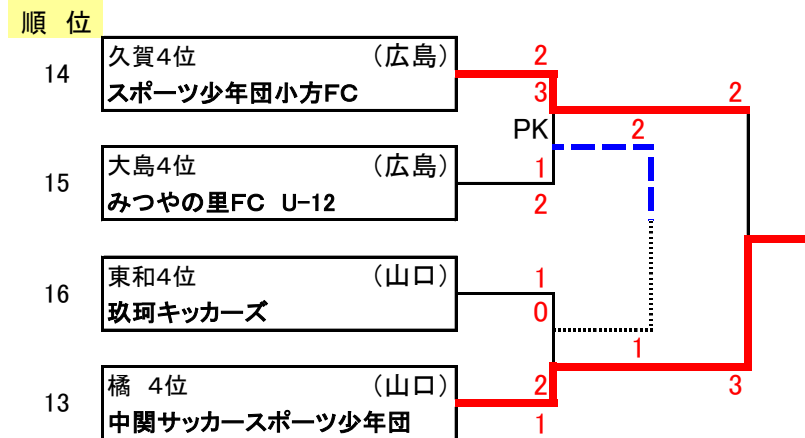 順 位
14
久賀4位 (広島)
スポーツ少年団小方FC
2
3
2
PK
2
15
大島4位 (広島)
みつやの里FC U-12
1
2
16
東和4位 (山口)
玖珂キッカーズ
1
0
1
13
橘 4位 (山口)
中関サッカースポーツ少年団
2
1
3